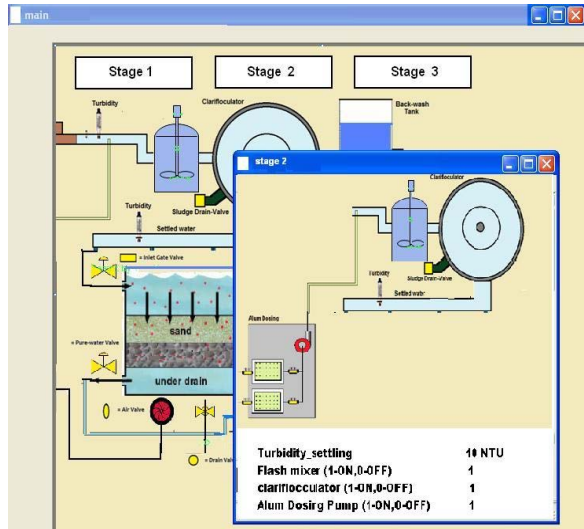 main
Stage 1
Stage 2
Stage 3
Turbidity
Clarifloculator
Back-wash
Tank
Turbidity
Sludge Drain-Valve
Settled water
= Inlet Gate Valve
sand
= Pure-water Valve
under drain
= Air Valve
= Drain Valv
stage 2
Clarifloculator
Sludge Drain-Valve
Turbidity
Settled water
Alum Dosing
Turbidity_settling 10 NTU
Flash mixer (1-ON,0-OFF) 1
clariflocculator (1-ON,0-OFF) 1
Alum Dosirg Pump (1-ON,0-OFF) 1